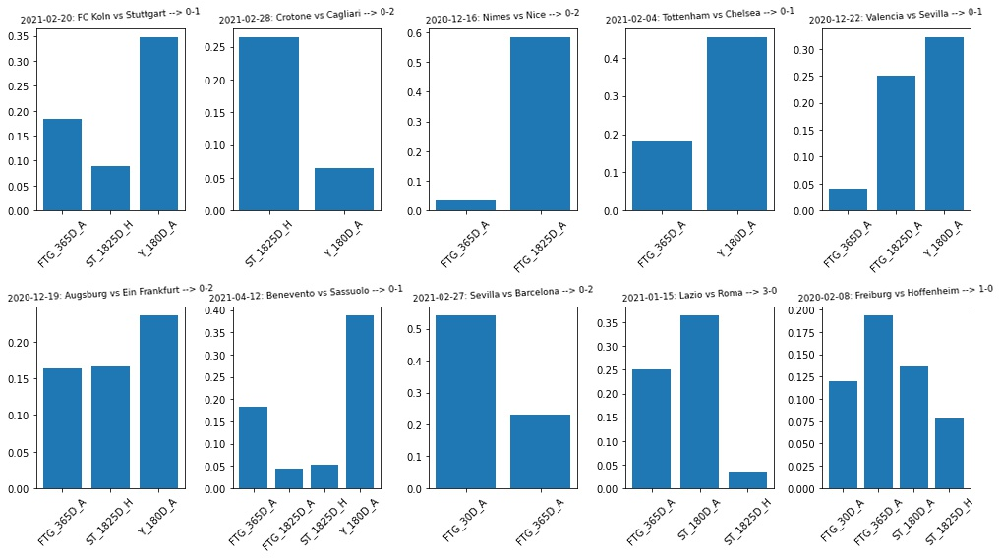 2021-02-20: FC Koln vs Stuttgart --> 0-1
0.35
0.30
0.25
0.20
0.15
0.10
0.05
0.00
FTG_365D_A
ST_1825D_H
Y_180D_A
2021-02-28: Crotone vs Cagliari --> 0-2
0.25
0.20
0.15
0.10
0.05
0.00
ST_1825D_H
Y_180D_A
2020-12-16: Nimes vs Nice --> 0-2
0.6
0.5
0.4
0.3
0.2
0.1
0.0
FTG_365D_A
FTG_1825D_A
2021-02-04: Tottenham vs Chelsea --> 0-1
0.4
0.3
0.2
0.1
0.0
FTG_365D_A
Y_180D_A
2020-12-22: Valencia vs Sevilla --> 0-1
0.30
0.25
0.20
0.15
0.10
0.05
0.00
FTG_365D_A
FTG_1825D_A
Y_180D_A
2020-12-19: Augsburg vs Ein Frankfurt --> 0-2
0.20
0.15
0.10
0.05
0.00
FTG_365D_A
ST_1825D_H
Y_180D_A
2021-04-12: Benevento vs Sassuolo --> 0-1
0.40
0.35
0.30
0.25
0.20
0.15
0.10
0.05
0.00
FTG_365D_A
FTG_1825D_A
ST_1825D_H
Y_180D_A
2021-02-27: Sevilla vs Barcelona --> 0-2
0.5
0.4
0.3
0.2
0.1
0.0
FTG_30D_A
FTG_365D_A
2021-01-15: Lazio vs Roma --> 3-0
0.35
0.30
0.25
0.20
0.15
0.10
0.05
0.00
FTG_365D_A
ST_180D_A
ST_1825D_H
2020-02-08: Freiburg vs Hoffenheim --> 1-0
0.200
0.175
0.150
0.125
0.100
0.075
0.050
0.025
0.000
FTG_30D_A
FTG_365D_A
ST_180D_A
ST_1825D_H